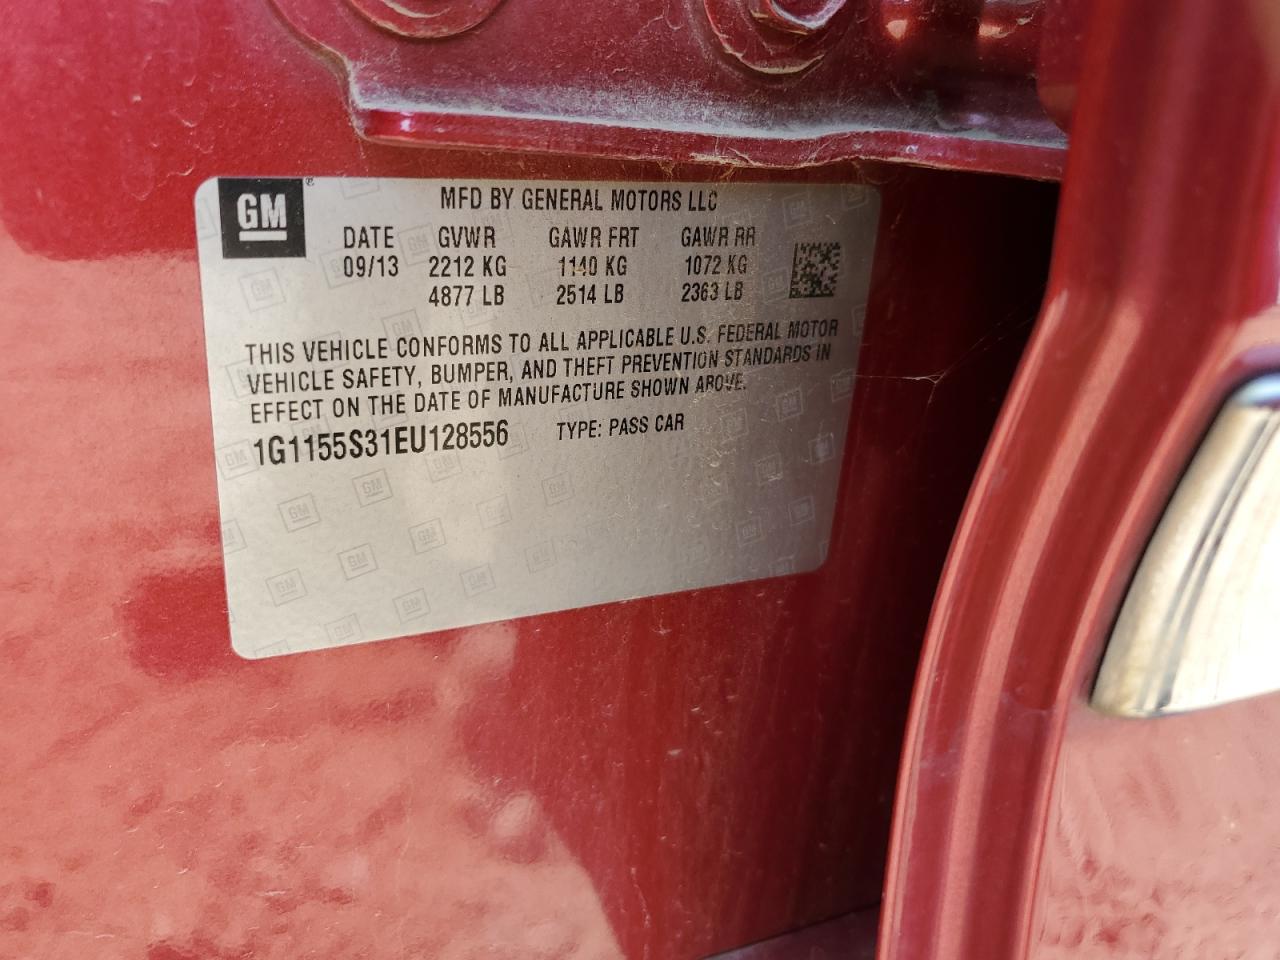 GM
MFD BY GENERAL MOTORS LLC
DATE GVWR GAWR FRT GAWR RR
09/13 2212 KG 1140 KG 1072 KG
4877 LB 2514 LB 2363 LB
THIS VEHICLE CONFORMS TO ALL APPLICABLE U.S. FEDERAL MOTOR
VEHICLE SAFETY, BUMPER, AND THEFT PREVENTION STANDARDS IN
EFFECT ON THE DATE OF MANUFACTURE SHOWN ABOVE.
1G1155S31EU128556 TYPE: PASS CAR